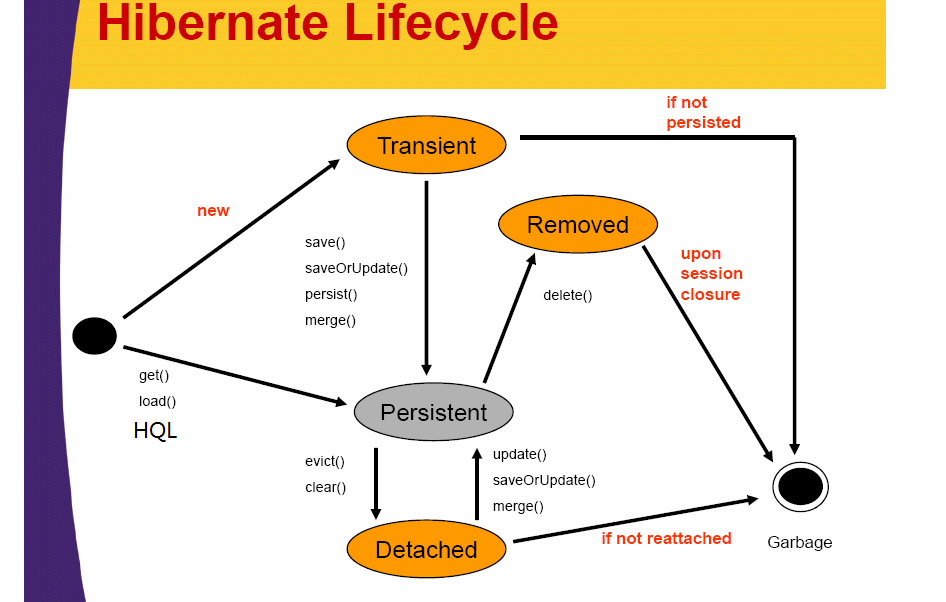 Hibernate Lifecycle
if not
persisted
Transient
new
Removed
save()
saveOrUpdate()
persist()
merge()
upon
session
closure
delete()
get()
load()
HQL
Persistent
evict()
clear()
update()
saveOrUpdate()
merge()
Detached
if not reattached
Garbage